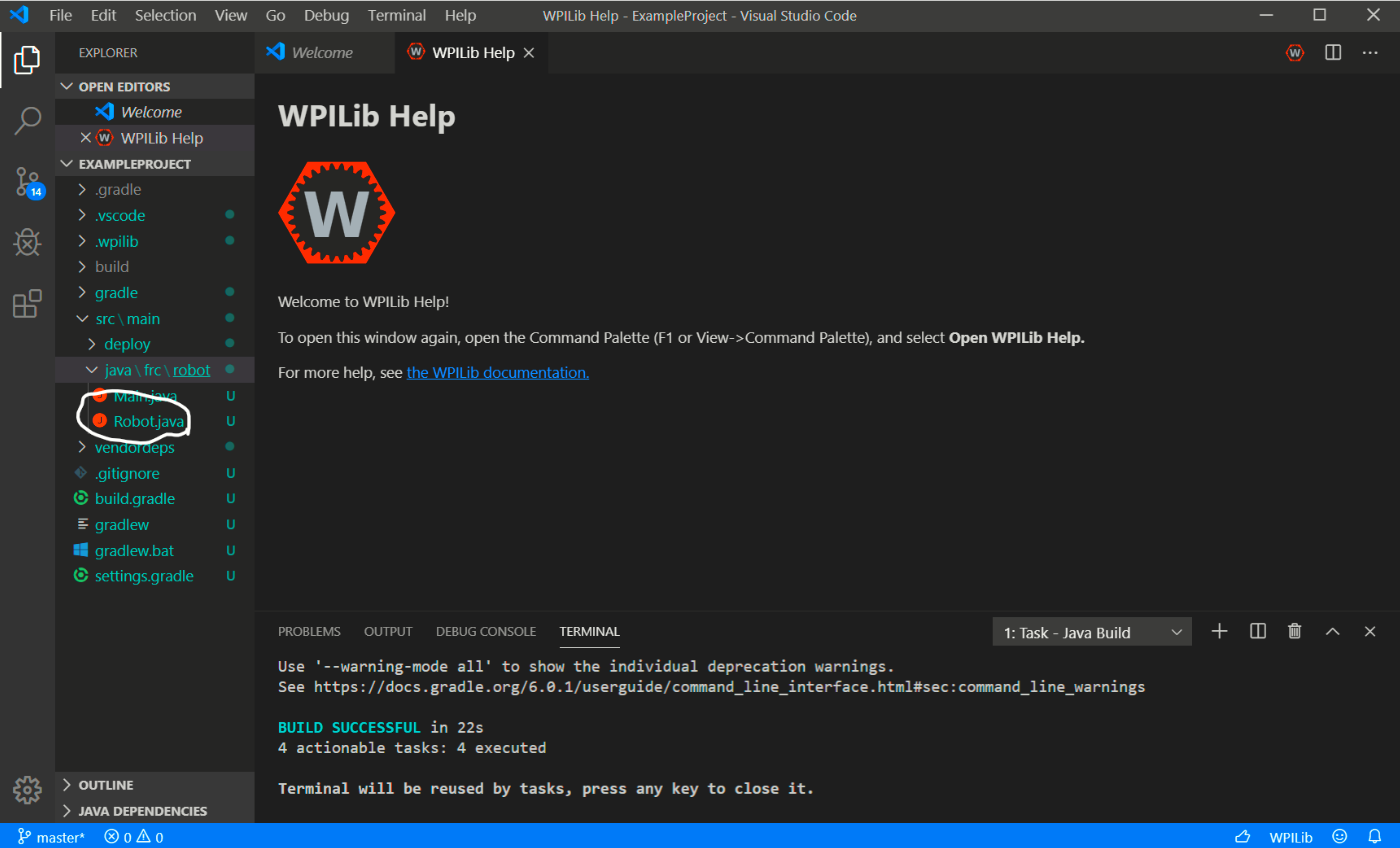 File Edit Selection View Go Debug Terminal Help WPILib Help - ExampleProject - Visual Studio Code
EXPLORER
Welcome
WPILib Help
OPEN EDITORS
Welcome
WPILib Help
EXAMPLEPROJECT
.gradle
.vscode
.wpilib
build
gradle
src \ main
deploy
java \ frc \ robot
Main.java U
Robot.java U
vendordeps
.gitignore U
build.gradle U
gradlew U
gradlew.bat U
settings.gradle U
OUTLINE
JAVA DEPENDENCIES
14
WPILib Help
W
Welcome to WPILib Help!
To open this window again, open the Command Palette (F1 or View->Command Palette), and select Open WPILib Help.
For more help, see the WPILib documentation.
PROBLEMS OUTPUT DEBUG CONSOLE TERMINAL 1: Task - Java Build
Use '--warning-mode all' to show the individual deprecation warnings.
See https://docs.gradle.org/6.0.1/userguide/command_line_interface.html#sec:command_line_warnings
BUILD SUCCESSFUL in 22s
4 actionable tasks: 4 executed
Terminal will be reused by tasks, press any key to close it.
master* 0 0 WPILib